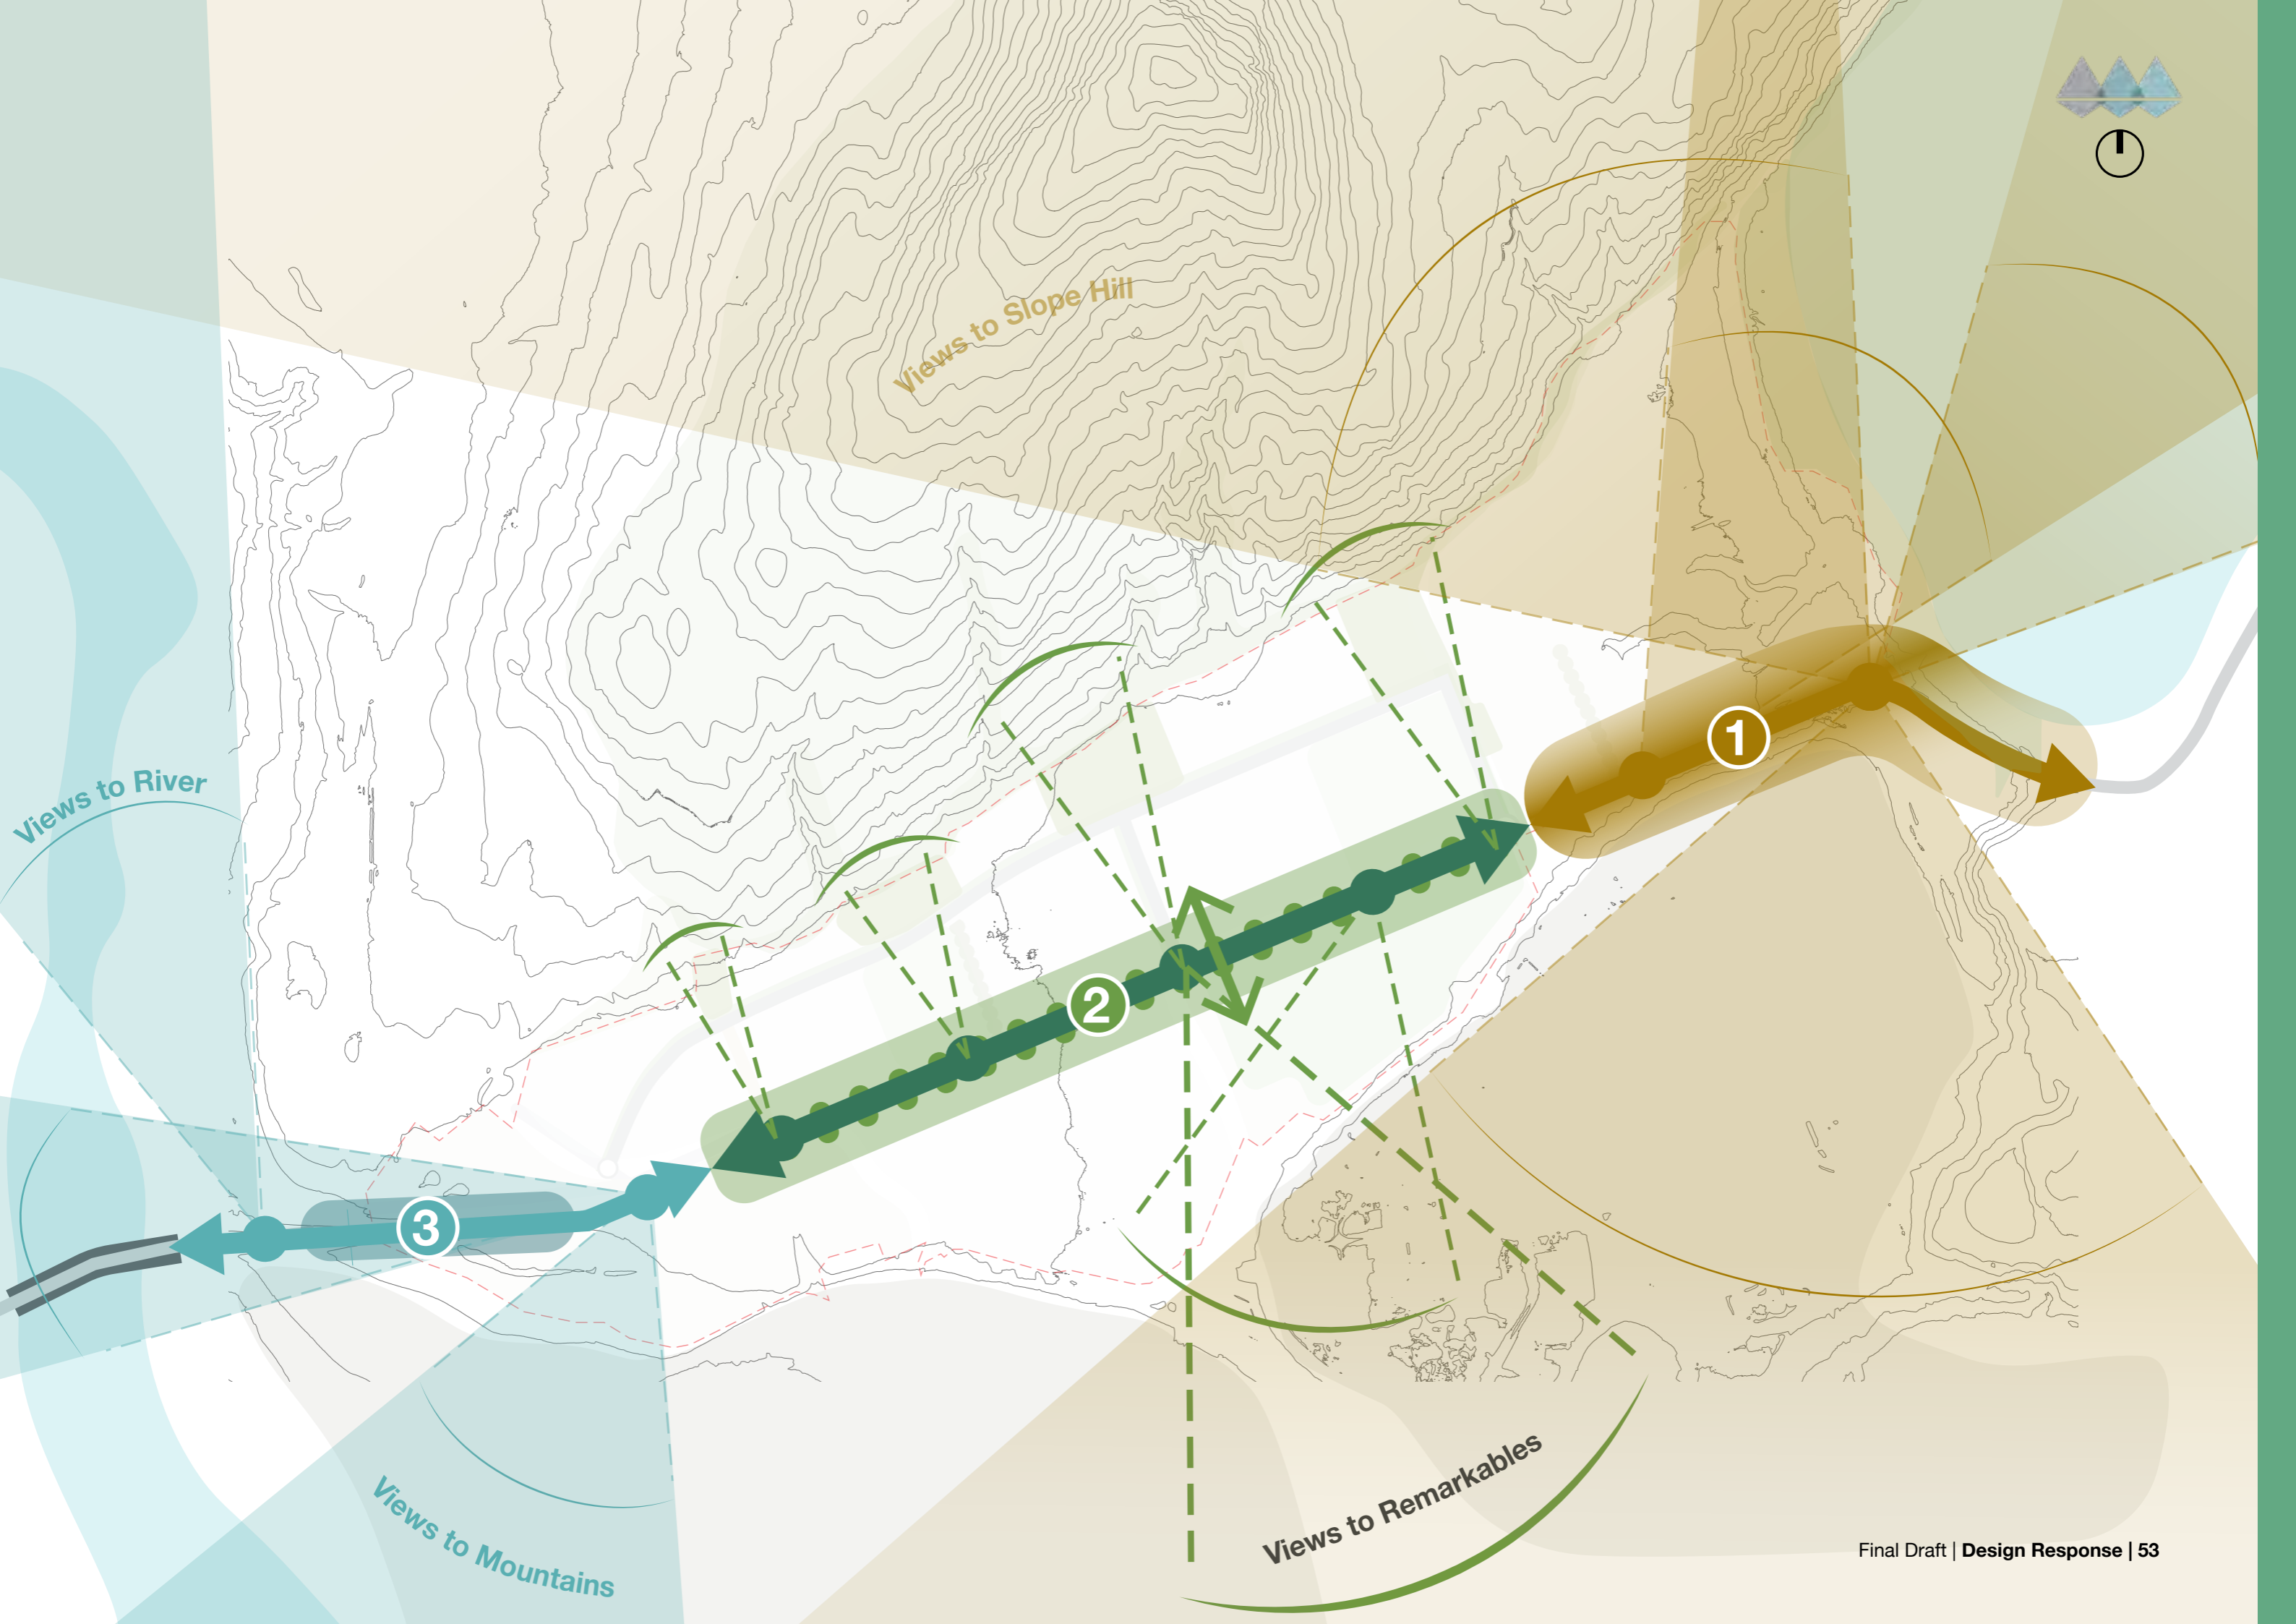 Views to Slope Hill
1
Views to River
2
3
Views to Remarkables
Views to Mountains
Final Draft | Design Response | 53